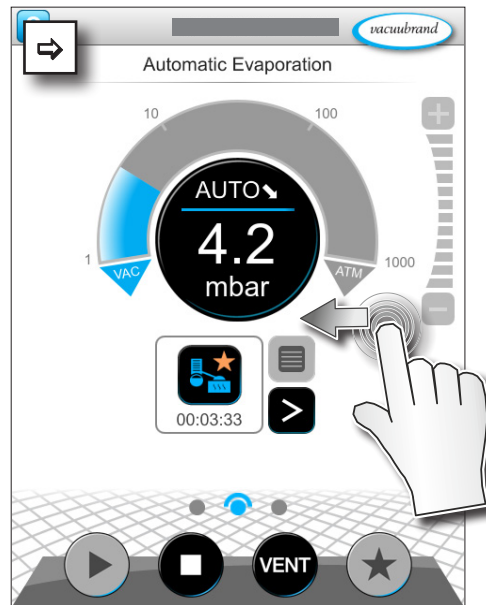 vacuubrand
Automatic Evaporation
10
100
AUTO
4.2
mbar
1
VAC
ATM
1000
00:03:33
VENT